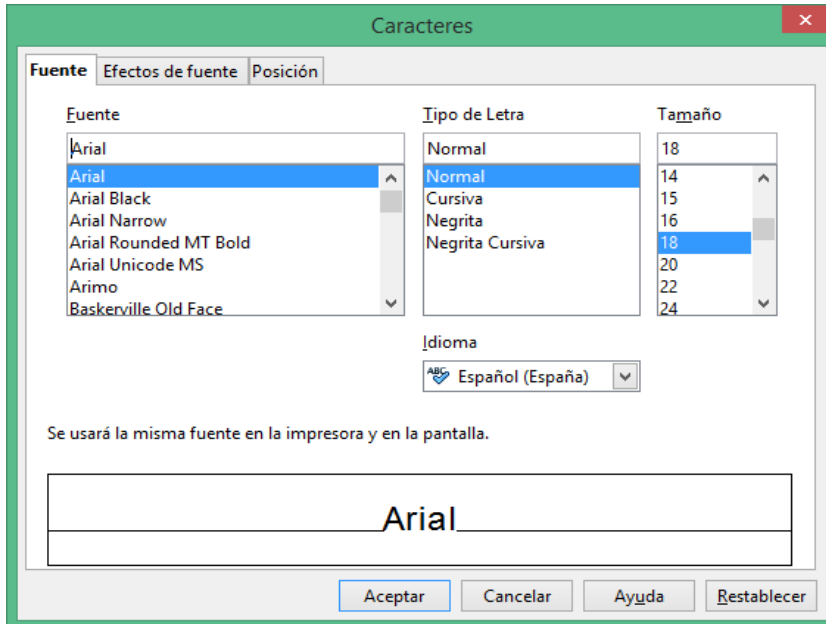 Caracteres
Fuente Efectos de fuente Posición
Fuente Tipo de Letra Tamaño
Arial Normal 18
Arial Normal 14
Arial Black Cursiva 15
Arial Narrow Negrita 16
Arial Rounded MT Bold Negrita Cursiva 18
Arial Unicode MS 20
Arimo 22
Baskerville Old Face 24
Idioma
ABC Español (España)
Se usará la misma fuente en la impresora y en la pantalla.
Arial
Aceptar Cancelar Ayuda Restablecer